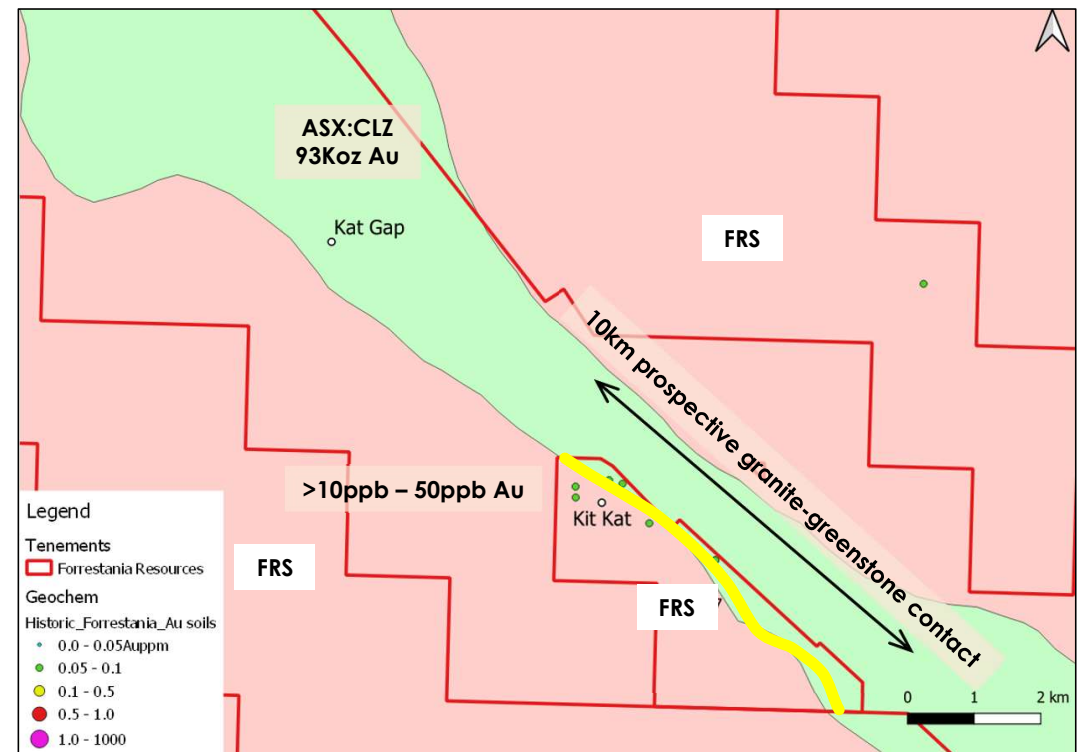 ASX:CLZ
93Koz Au
Kat Gap
FRS
10km prospective granite-greenstone contact
>10ppb – 50ppb Au
Kit Kat
FRS
FRS
Legend
Tenements
Forrestania Resources
Geochem
Historic_Forrestania_Au soils
0.0 - 0.05Auppm
0.05 - 0.1
0.1 - 0.5
0.5 - 1.0
1.0 - 1000
0 1 2 km